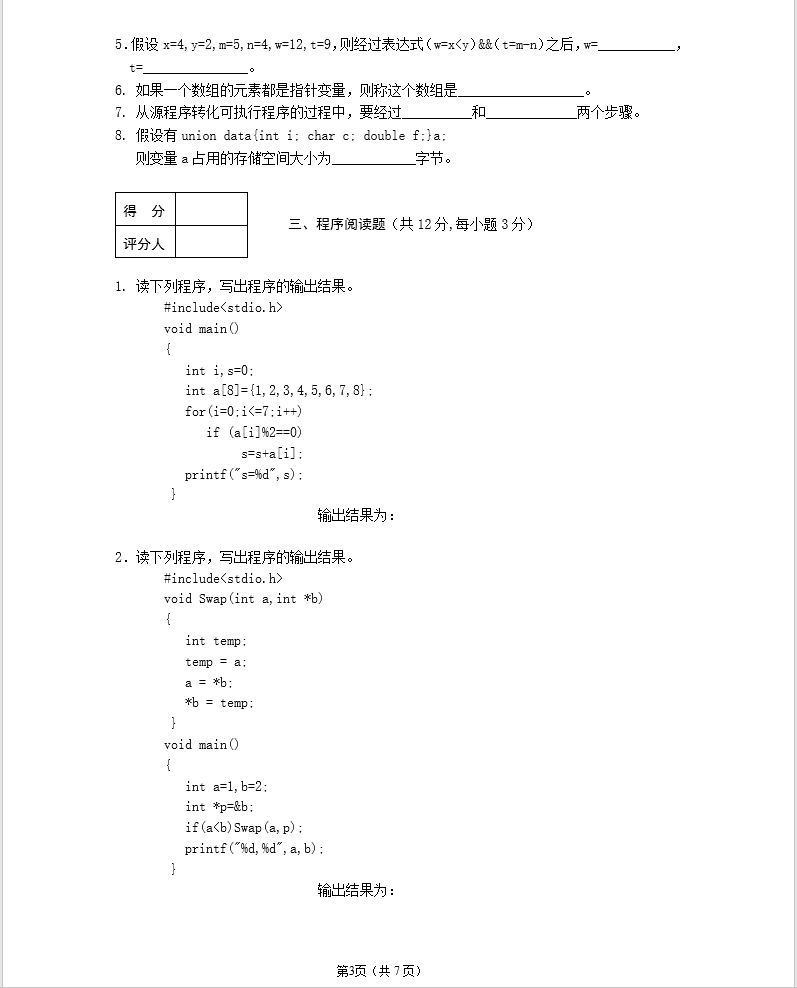 5.假设 x=4,y=2,m=5,n=4,w=12,t=9,则经过表达式(w=x<y)&&(t=m-n)之后,w=___________,
t=_______________。
6. 如果一个数组的元素都是指针变量，则称这个数组是__________________。
7. 从源程序转化可执行程序的过程中，要经过__________和_____________两个步骤。
8. 假设有 union data{int i; char c; double f;}a;
则变量 a 占用的存储空间大小为____________字节。
得 分
评分人
三、程序阅读题（共 12 分,每小题 3 分）
1. 读下列程序，写出程序的输出结果。
#include<stdio.h>
void main()
{
int i,s=0;
int a[8]={1,2,3,4,5,6,7,8};
for(i=0;i<=7;i++)
if (a[i]%2==0)
s=s+a[i];
printf("s=%d",s);
}
输出结果为：
2. 读下列程序，写出程序的输出结果。
#include<stdio.h>
void Swap(int a,int *b)
{
int temp;
temp = a;
a = *b;
*b = temp;
}
void main()
{
int a=1,b=2;
int *p=&b;
if(a<b)Swap(a,p);
printf("%d,%d",a,b);
}
输出结果为：
第3页（共 7 页）